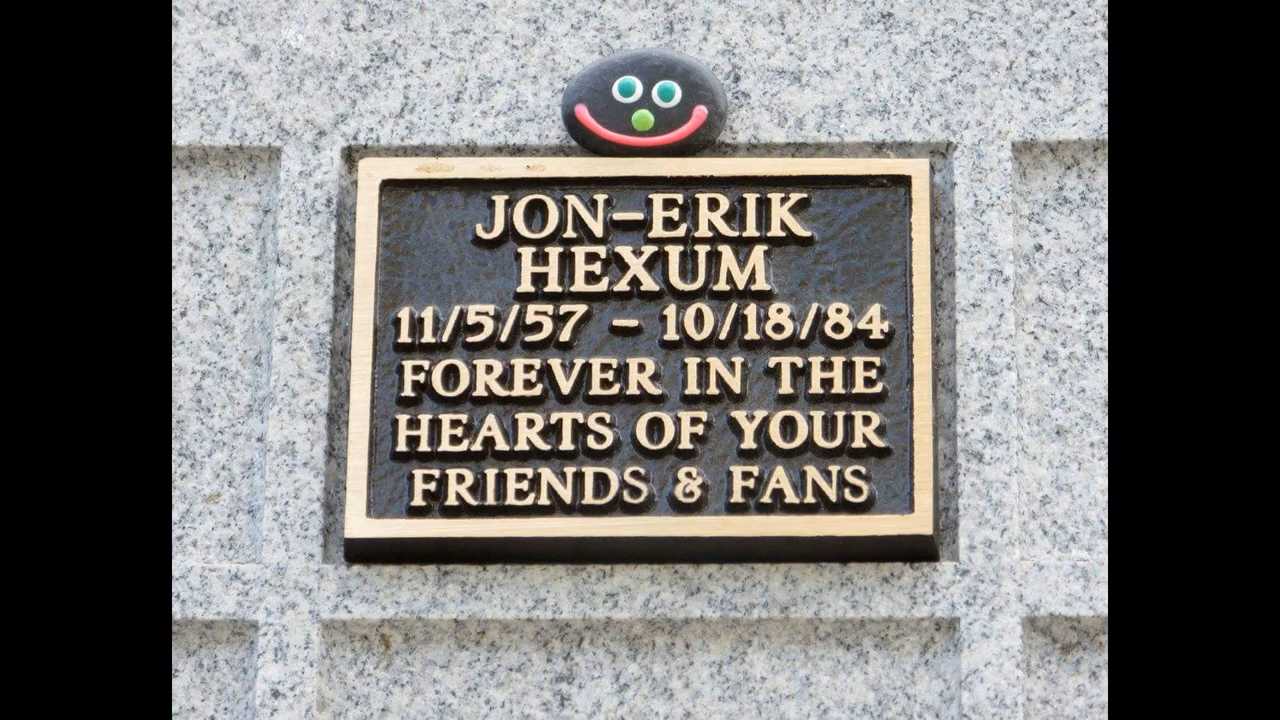 JON-ERIK
HEXUM
11/5/57 - 10/18/84
FOREVER IN THE
HEARTS OF YOUR
FRIENDS & FANS